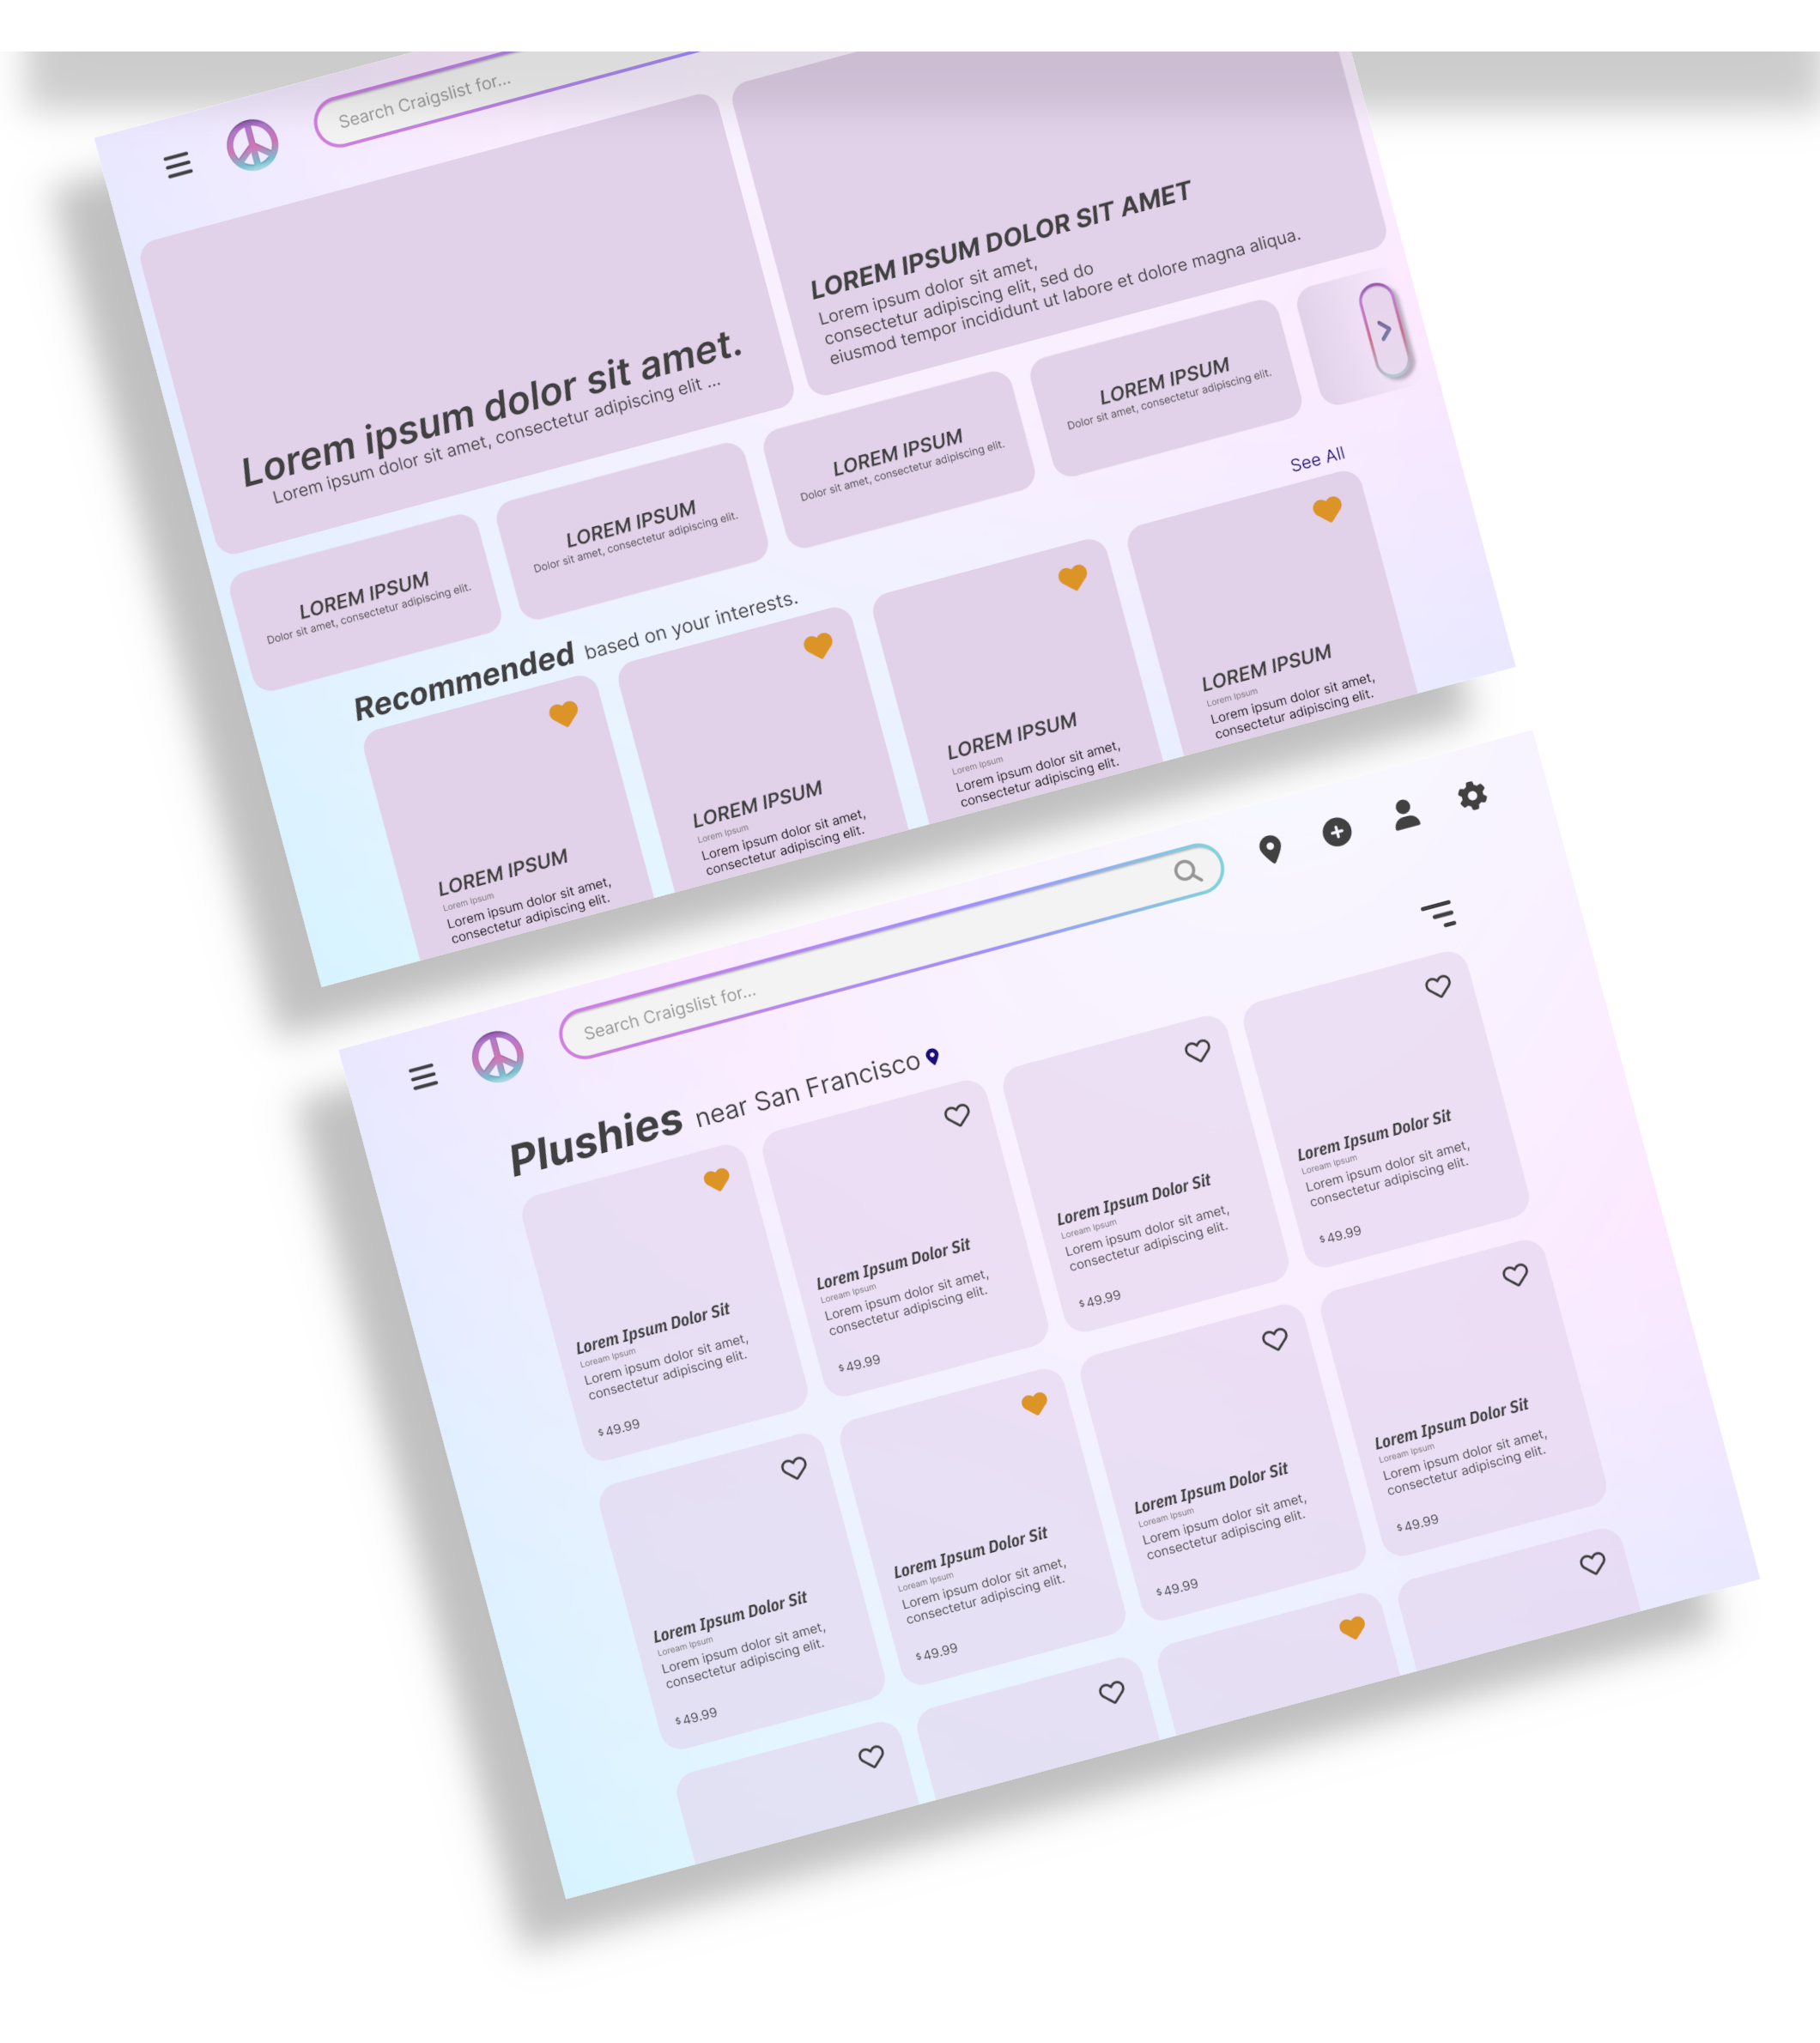 Search Craigslist for...
Lorem ipsum dolor sit amet.
Lorem ipsum dolor sit amet, consectetur adipiscing elit ...
LOREM IPSUM DOLOR SIT AMET
Lorem ipsum dolor sit amet,
consectetur adipiscing elit, sed do
eiusmod tempor incididunt ut labore et dolore magna aliqua.
LOREM IPSUM
Dolor sit amet, consectetur adipiscing elit.
LOREM IPSUM
Dolor sit amet, consectetur adipiscing elit.
LOREM IPSUM
Dolor sit amet, consectetur adipiscing elit.
LOREM IPSUM
Dolor sit amet, consectetur adipiscing elit.
Recommended based on your interests.
See All
LOREM IPSUM
Lorem Ipsum
Lorem ipsum dolor sit amet,
consectetur adipiscing elit.
LOREM IPSUM
Lorem Ipsum
Lorem ipsum dolor sit amet,
consectetur adipiscing elit.
LOREM IPSUM
Lorem Ipsum
Lorem ipsum dolor sit amet,
consectetur adipiscing elit.
LOREM IPSUM
Lorem Ipsum
Lorem ipsum dolor sit amet,
consectetur adipiscing elit.
Search Craigslist for...
Plushies near San Francisco
Lorem Ipsum Dolor Sit
Loream Ipsum
Lorem ipsum dolor sit amet,
consectetur adipiscing elit.
$49.99
Lorem Ipsum Dolor Sit
Loream Ipsum
Lorem ipsum dolor sit amet,
consectetur adipiscing elit.
$49.99
Lorem Ipsum Dolor Sit
Loream Ipsum
Lorem ipsum dolor sit amet,
consectetur adipiscing elit.
$49.99
Lorem Ipsum Dolor Sit
Loream Ipsum
Lorem ipsum dolor sit amet,
consectetur adipiscing elit.
$49.99
Lorem Ipsum Dolor Sit
Loream Ipsum
Lorem ipsum dolor sit amet,
consectetur adipiscing elit.
$49.99
Lorem Ipsum Dolor Sit
Loream Ipsum
Lorem ipsum dolor sit amet,
consectetur adipiscing elit.
$49.99
Lorem Ipsum Dolor Sit
Loream Ipsum
Lorem ipsum dolor sit amet,
consectetur adipiscing elit.
$49.99
Lorem Ipsum Dolor Sit
Loream Ipsum
Lorem ipsum dolor sit amet,
consectetur adipiscing elit.
$49.99